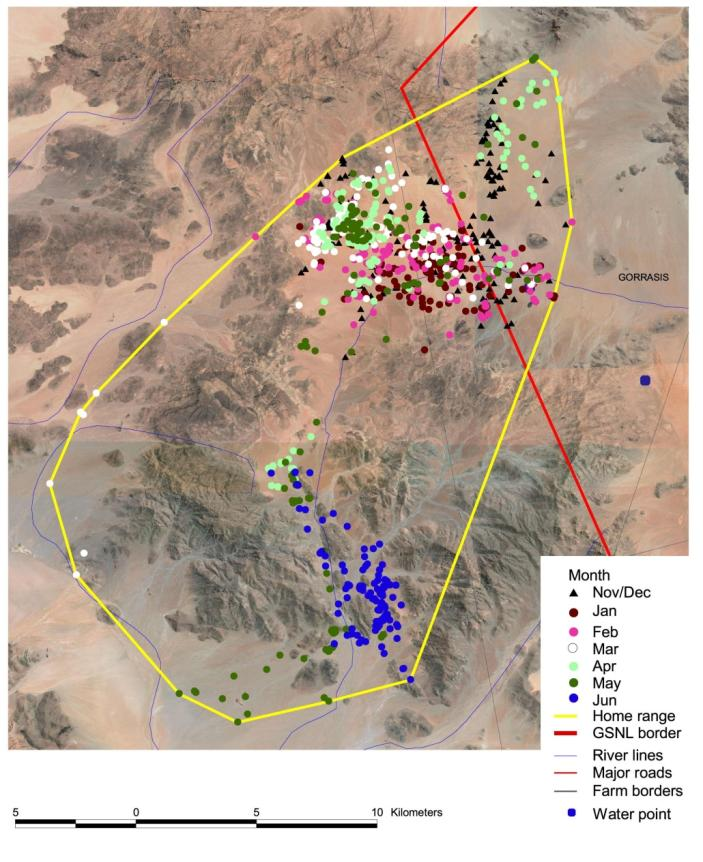 GORRASIS
Month
Nov/Dec
Jan
Feb
Mar
Apr
May
Jun
Home range
GSNL border
River lines
Major roads
Farm borders
Water point
5 0 5 10 Kilometers